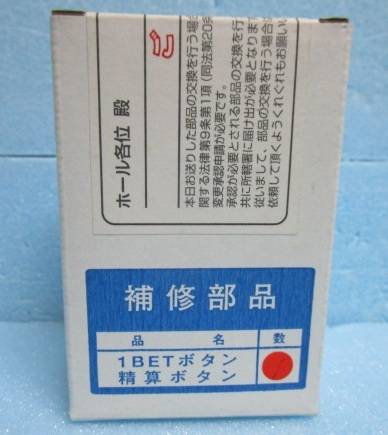 ホール各位 殿
本日お送りした部品の交換を行う場合
関する法律第9条第1項(同法第20条
変更承認申請が必要です。
承認が必要とされる部品の交換を行う場合
共に所轄署に届け出が必要となりま
従いまして、部品の交換を行う場合
依頼して頂くようくれぐれもお願い
補修部品
品 名 数
1BETボタン
精算ボタン